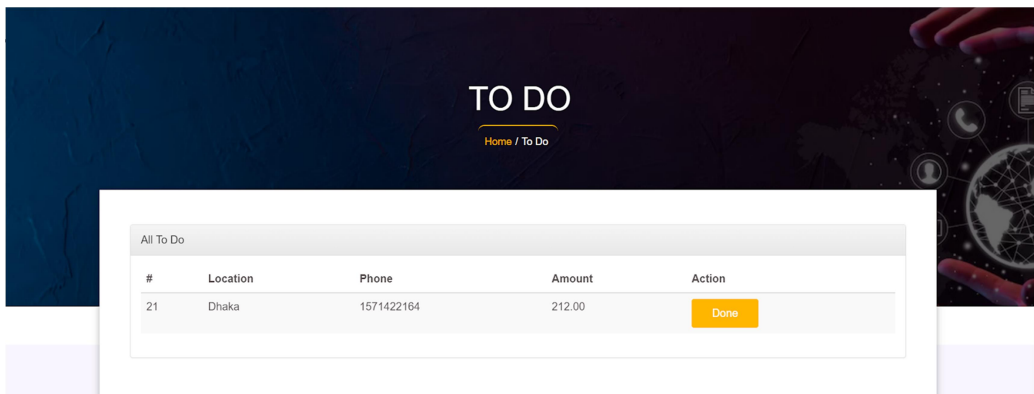 TO DO
Home / To Do
All To Do
# Location Phone Amount Action
21 Dhaka 1571422164 212.00 Done